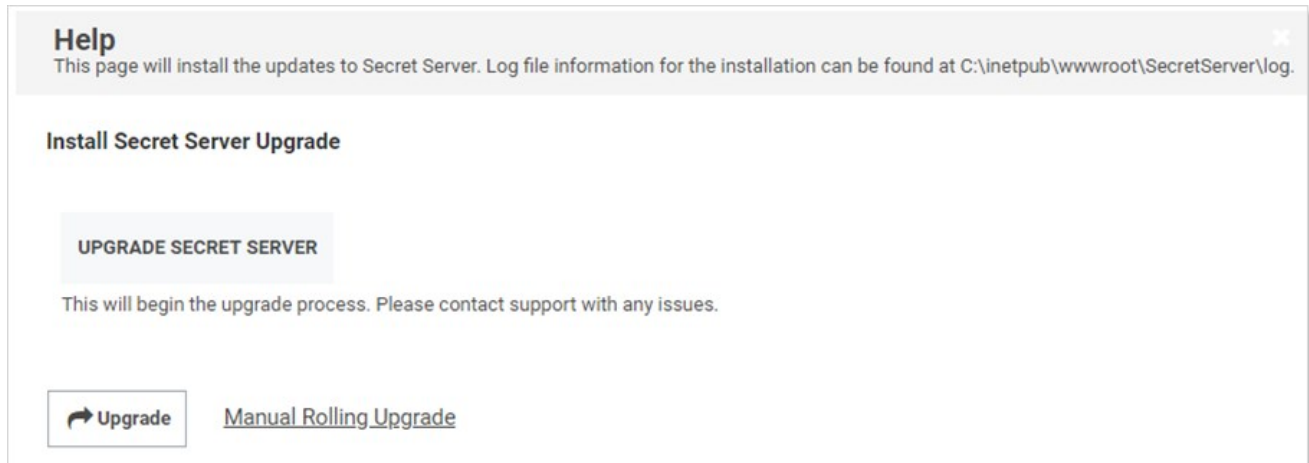 Help
This page will install the updates to Secret Server. Log file information for the installation can be found at C:\inetpub\wwwroot\SecretServer\log.
Install Secret Server Upgrade
UPGRADE SECRET SERVER
This will begin the upgrade process. Please contact support with any issues.
Upgrade Manual Rolling Upgrade